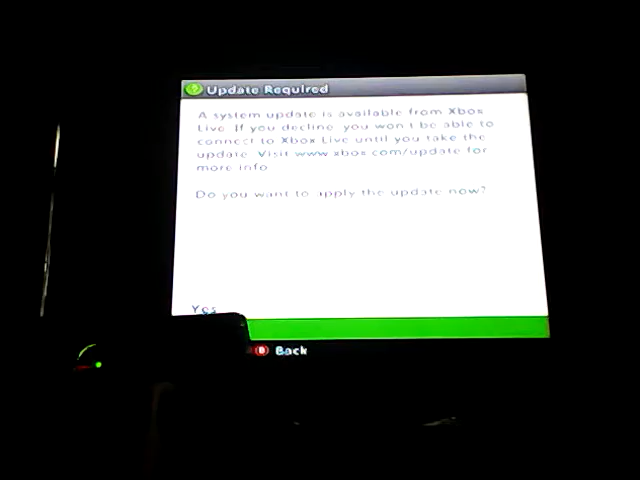 Update Required
A system update is available from Xbox
Live. If you decline, you won't be able to
connect to Xbox Live until you take the
update. Visit www.xbox.com/update for
more info.
Do you want to apply the update now?
Yes
B Back